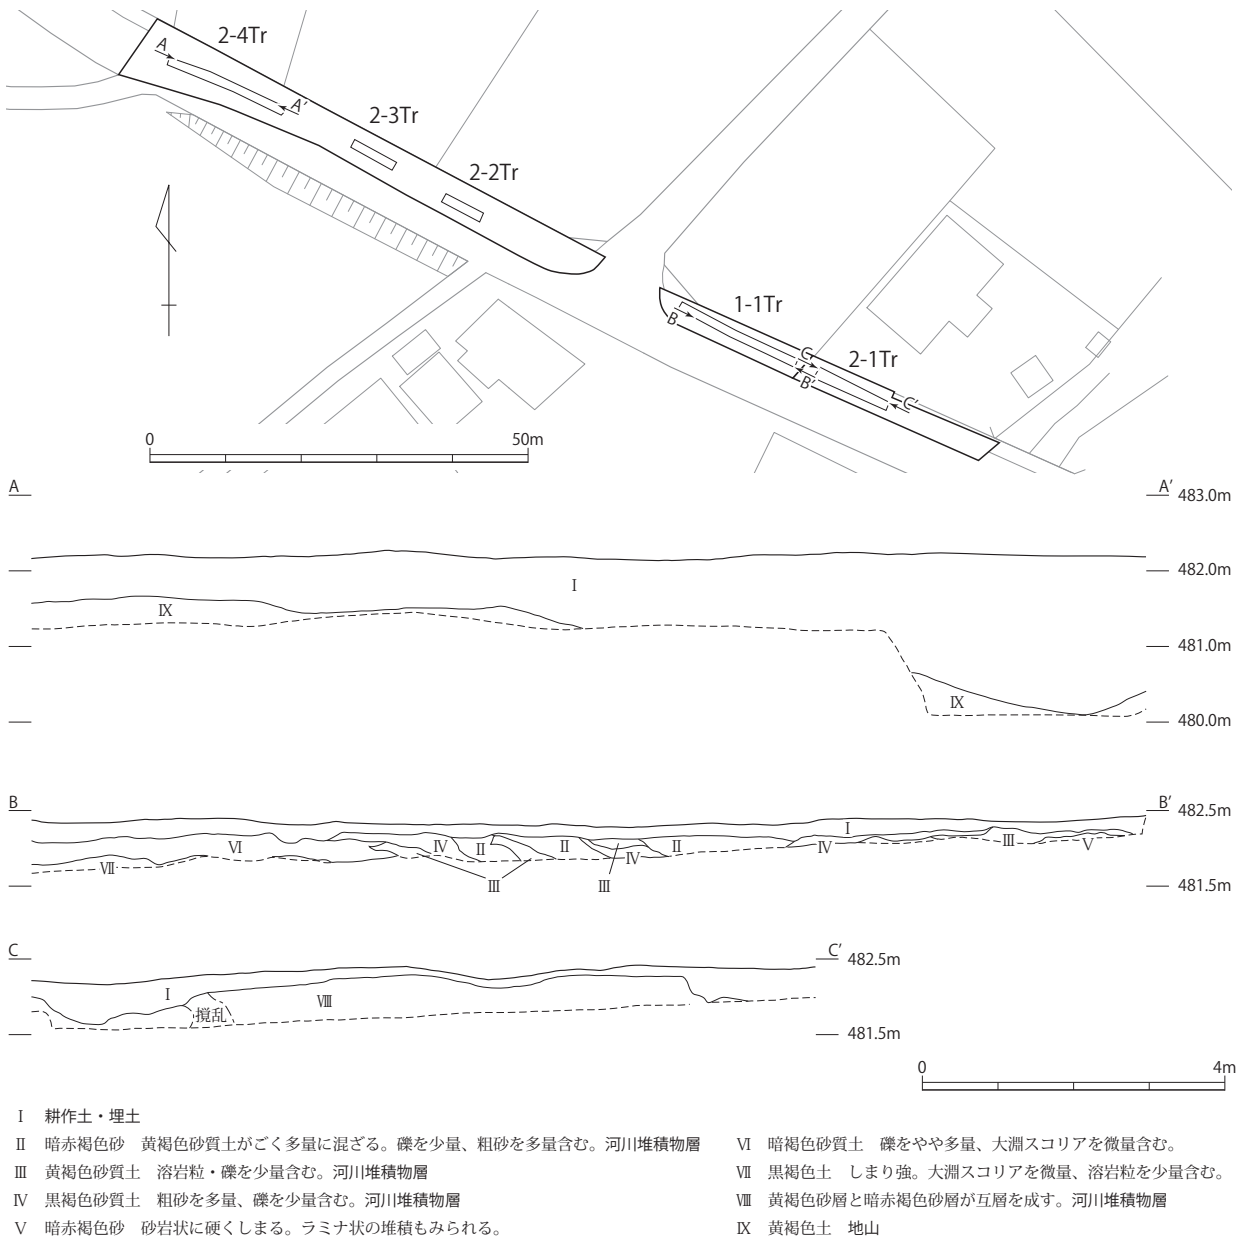 2-4Tr
A
A′
2-3Tr
2-2Tr
1-1Tr
B
C
2-1Tr
B′
C′
0 50m
A A′ 483.0m
482.0m
Ⅰ
Ⅸ
481.0m
Ⅸ
480.0m
B B′ 482.5m
Ⅰ
Ⅵ Ⅳ Ⅱ Ⅱ Ⅳ Ⅱ Ⅳ Ⅲ Ⅴ
Ⅶ
Ⅲ Ⅲ 481.5m
C C′ 482.5m
Ⅰ Ⅷ
撹乱
481.5m
0 4m
Ⅰ 耕作土・埋土
Ⅱ 暗赤褐色砂 黄褐色砂質土がごく多量に混ざる。礫を少量、粗砂を多量含む。河川堆積物層
Ⅲ 黄褐色砂質土 溶岩粒・礫を少量含む。河川堆積物層
Ⅳ 黒褐色砂質土 粗砂を多量、礫を少量含む。河川堆積物層
Ⅴ 暗赤褐色砂 砂岩状に硬くしまる。ラミナ状の堆積もみられる。
Ⅵ 暗褐色砂質土 礫をやや多量、大淵スコリアを微量含む。
Ⅶ 黒褐色土 しまり強。大淵スコリアを微量、溶岩粒を少量含む。
Ⅷ 黄褐色砂層と暗赤褐色砂層が互層を成す。河川堆積物層
Ⅸ 黄褐色土 地山